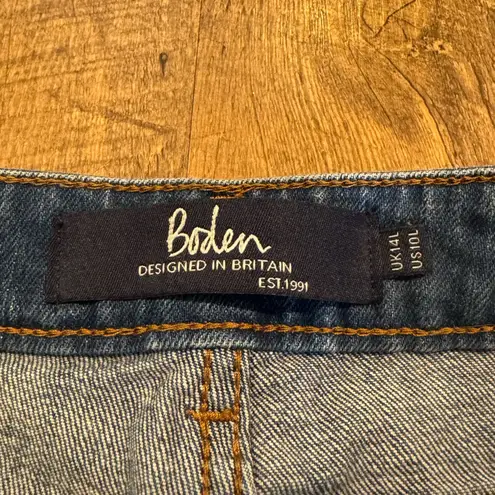 Boden
DESIGNED IN BRITAIN
EST.1991
UK14L
US10L